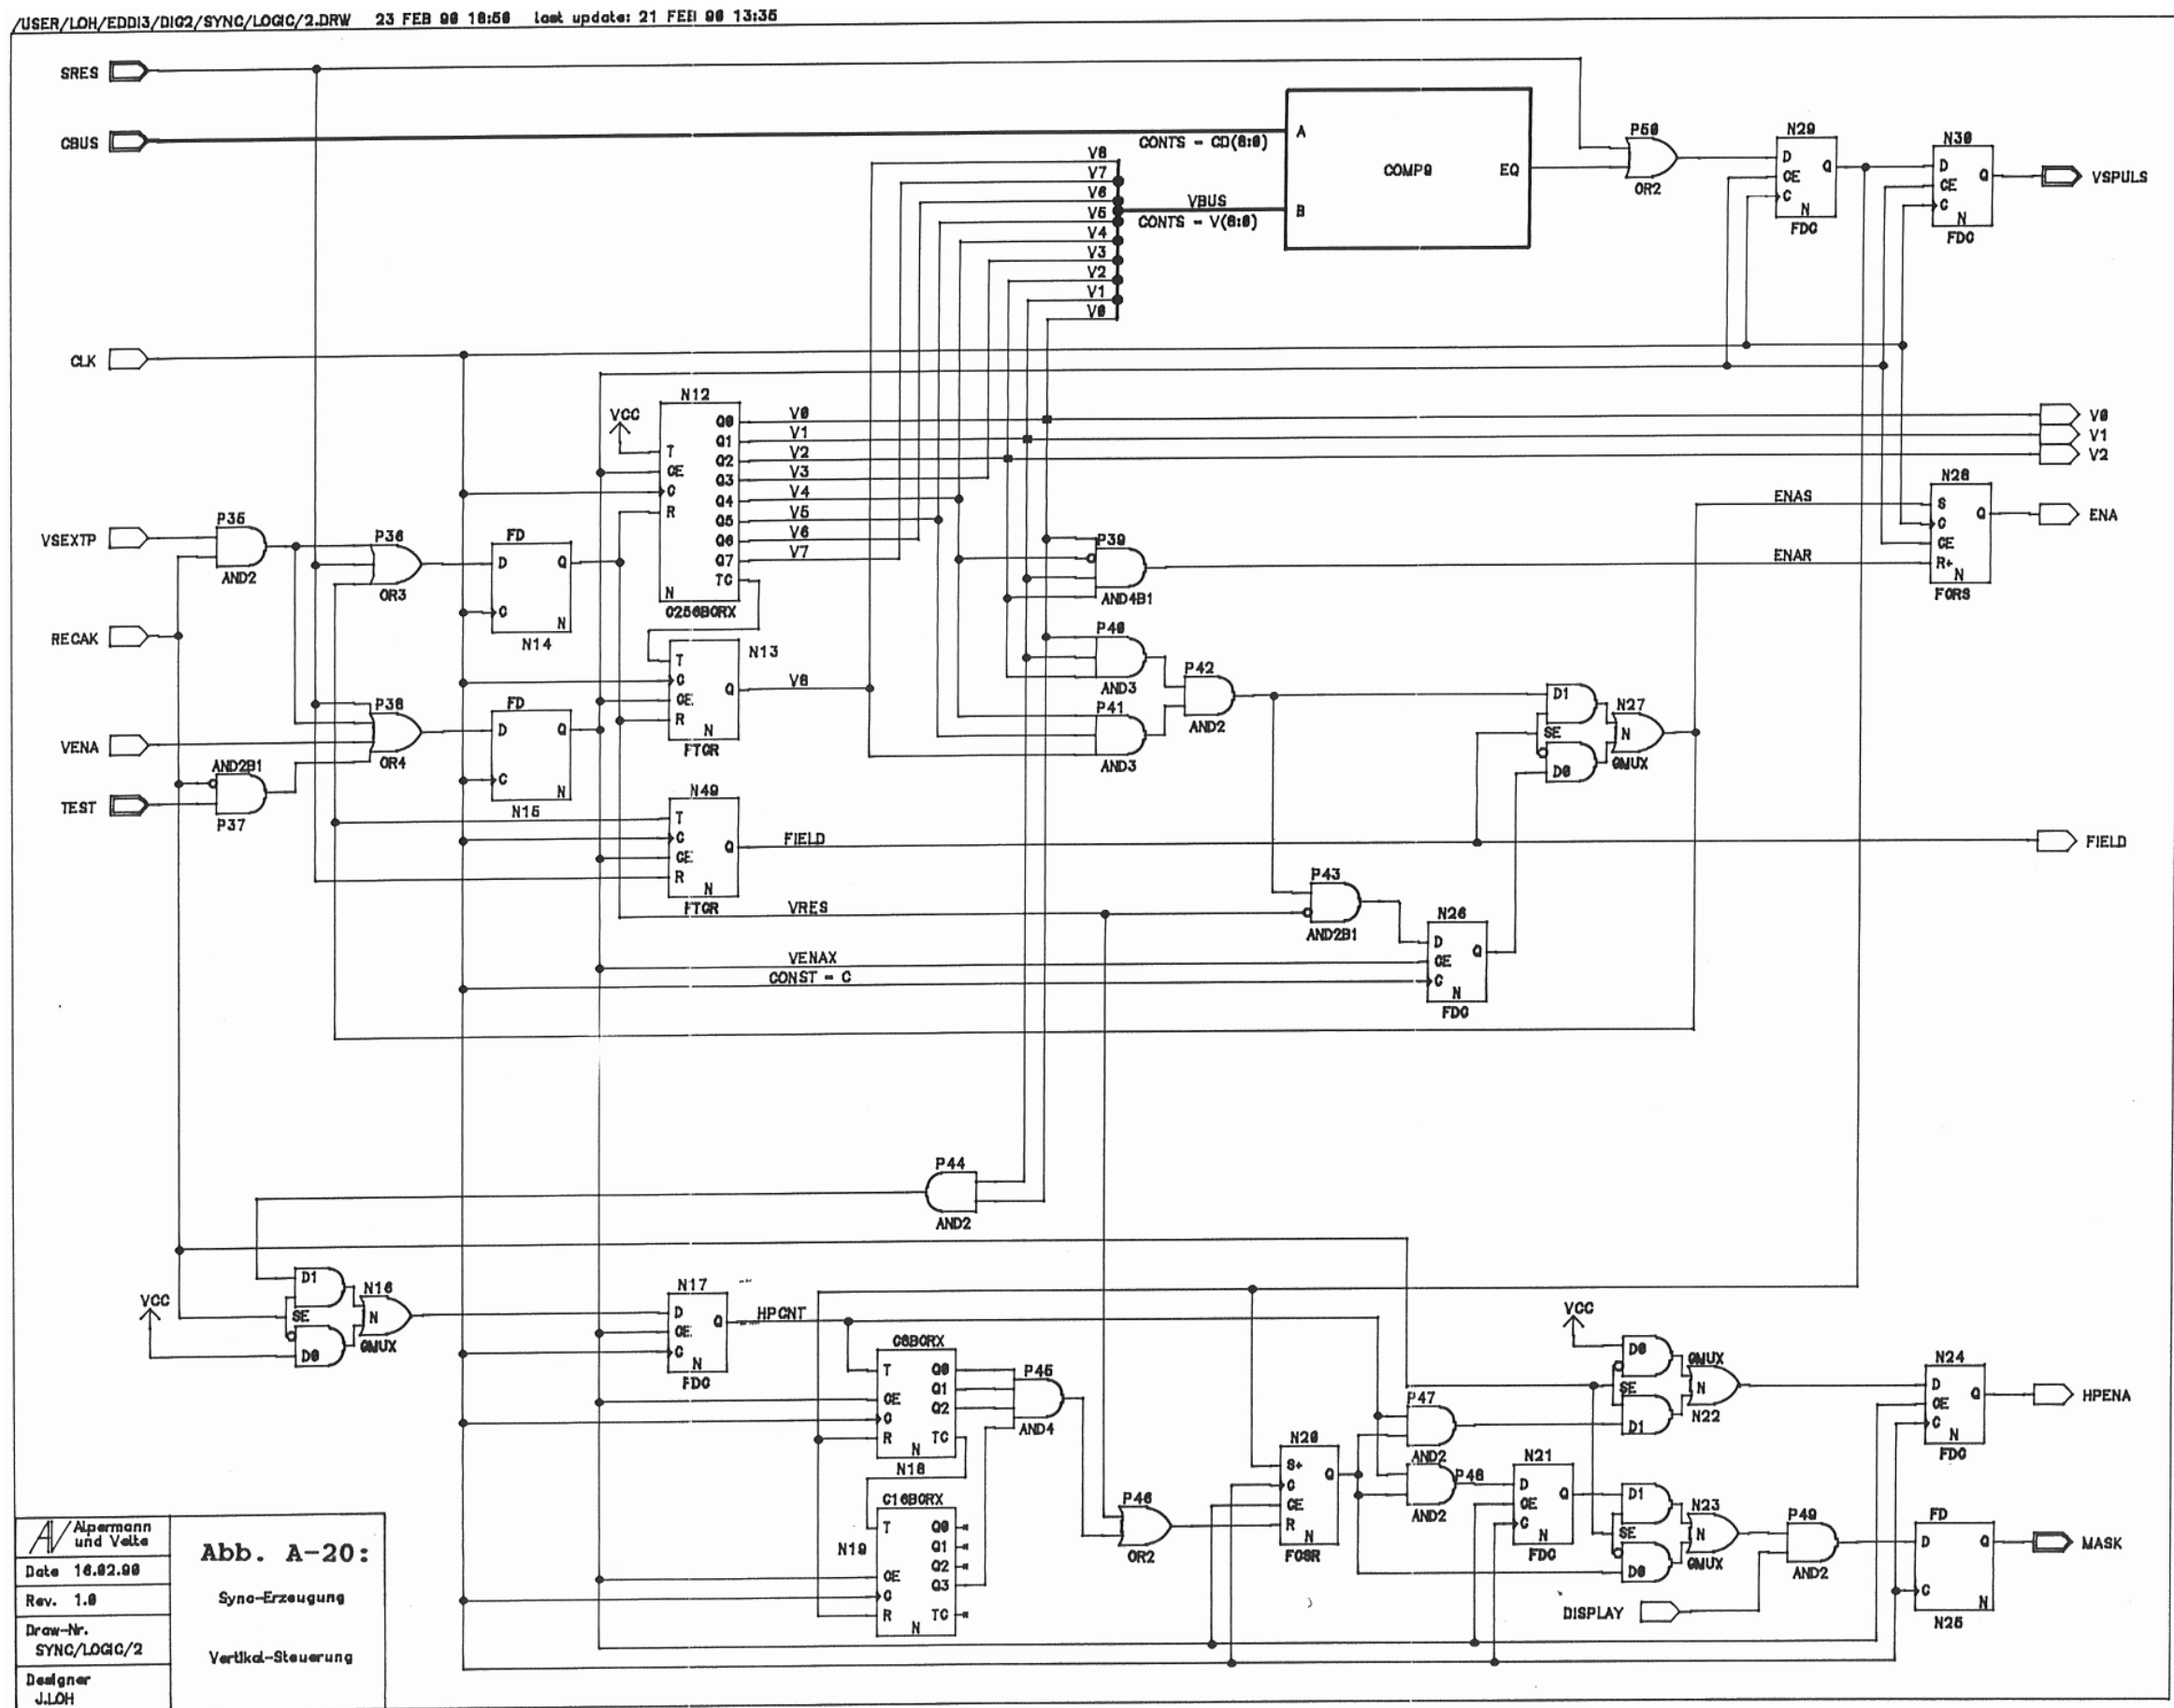 /USER/LOH/EDDI3/DIG2/SYNC/LOGIC/2.DRW 23 FEB 90 18:50 last update: 21 FEB 90 13:35
SRES
CBUS
CONTS = CD(8:0)
A
COMP9
EQ
B
VBUS
CONTS = V(8:0)
V8
V7
V6
V5
V4
V3
V2
V1
V0
P50
OR2
N29
D
CE
C
Q
N
FDC
N30
D
CE
C
Q
N
FDC
VSPULS
CLK
VCC
N12
T
CE
C
R
Q0
Q1
Q2
Q3
Q4
Q5
Q6
Q7
TC
N
C256BCRX
V0
V1
V2
V3
V4
V5
V6
V7
V0
V1
V2
N28
S
C
CE
R+
Q
N
FCRS
ENAS
ENAR
ENA
VSEXTP
P35
AND2
P36
OR3
FD
D
Q
C
N
N14
RECAK
P39
AND4B1
P40
AND3
P41
AND3
P42
AND2
N13
T
C
CE
R
Q
N
FTCR
V8
P38
OR4
FD
D
Q
C
N
N15
VENA
AND2B1
P37
TEST
D1
SE
D0
N27
N
GMUX
N49
T
C
CE
R
Q
N
FTCR
FIELD
FIELD
VRES
VENAX
CONST = C
P43
AND2B1
N26
D
CE
C
Q
N
FDC
P44
AND2
VCC
D1
SE
D0
N16
N
GMUX
N17
D
CE
C
Q
N
FDC
HPCNT
C8BCRX
T
CE
C
R
Q0
Q1
Q2
TC
N
N18
P45
AND4
C16BCRX
N19
T
CE
C
R
Q0
Q1
Q2
Q3
TC
N
P46
OR2
N20
S+
C
CE
R
Q
N
FCSR
P47
AND2
P48
AND2
N21
D
CE
C
Q
N
FDC
VCC
D0
SE
D1
GMUX
N
N22
N24
D
CE
C
Q
N
FDC
HPENA
D1
SE
D0
N23
N
GMUX
P49
AND2
FD
D
Q
C
N
N25
MASK
DISPLAY
AV Alpermann
und Velte
Date 16.02.90
Rev. 1.0
Draw-Nr.
SYNC/LOGIC/2
Designer
J.LOH
Abb. A-20:
Sync-Erzeugung
Vertikal-Steuerung